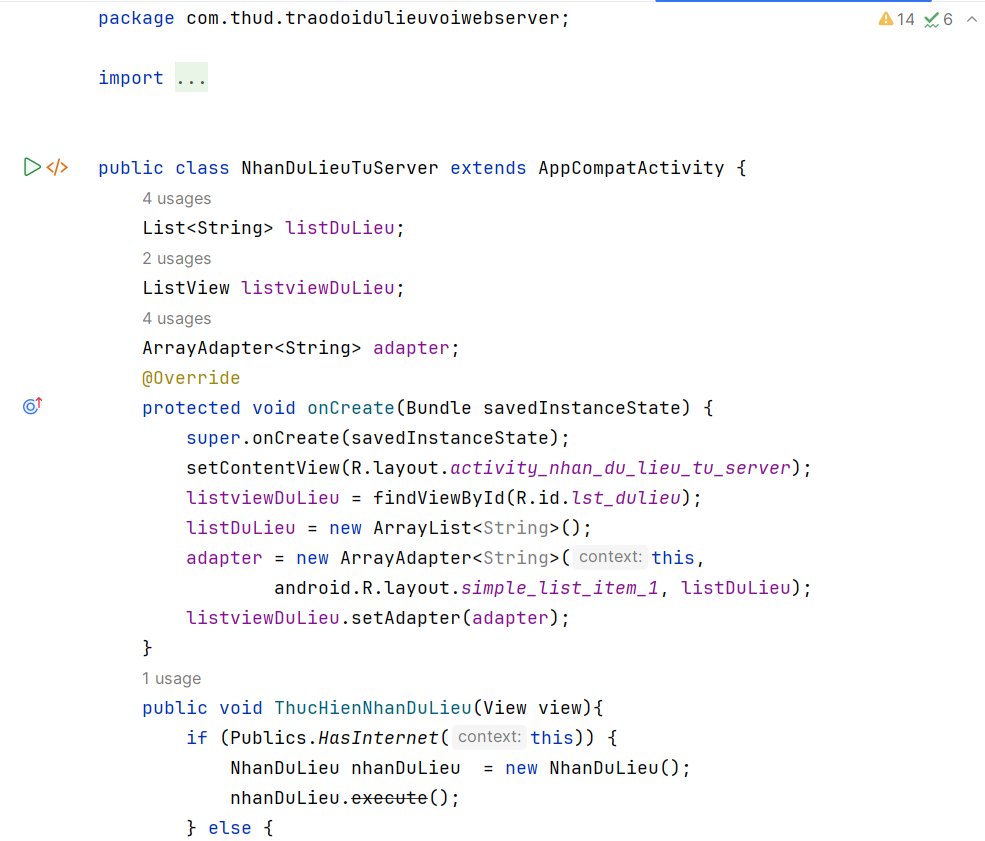 package com.thud.traodoidulieuvoiwebserver;
14 6
import ...
public class NhanDuLieuTuServer extends AppCompatActivity {
4 usages
List<String> listDuLieu;
2 usages
ListView listviewDuLieu;
4 usages
ArrayAdapter<String> adapter;
@Override
protected void onCreate(Bundle savedInstanceState) {
super.onCreate(savedInstanceState);
setContentView(R.layout.activity_nhan_du_lieu_tu_server);
listviewDuLieu = findViewById(R.id.lst_dulieu);
listDuLieu = new ArrayList<String>();
adapter = new ArrayAdapter<String>( context: this,
android.R.layout.simple_list_item_1, listDuLieu);
listviewDuLieu.setAdapter(adapter);
}
1 usage
public void ThucHienNhanDuLieu(View view){
if (Publics.HasInternet( context: this)) {
NhanDuLieu nhanDuLieu  = new NhanDuLieu();
nhanDuLieu.execute();
} else {